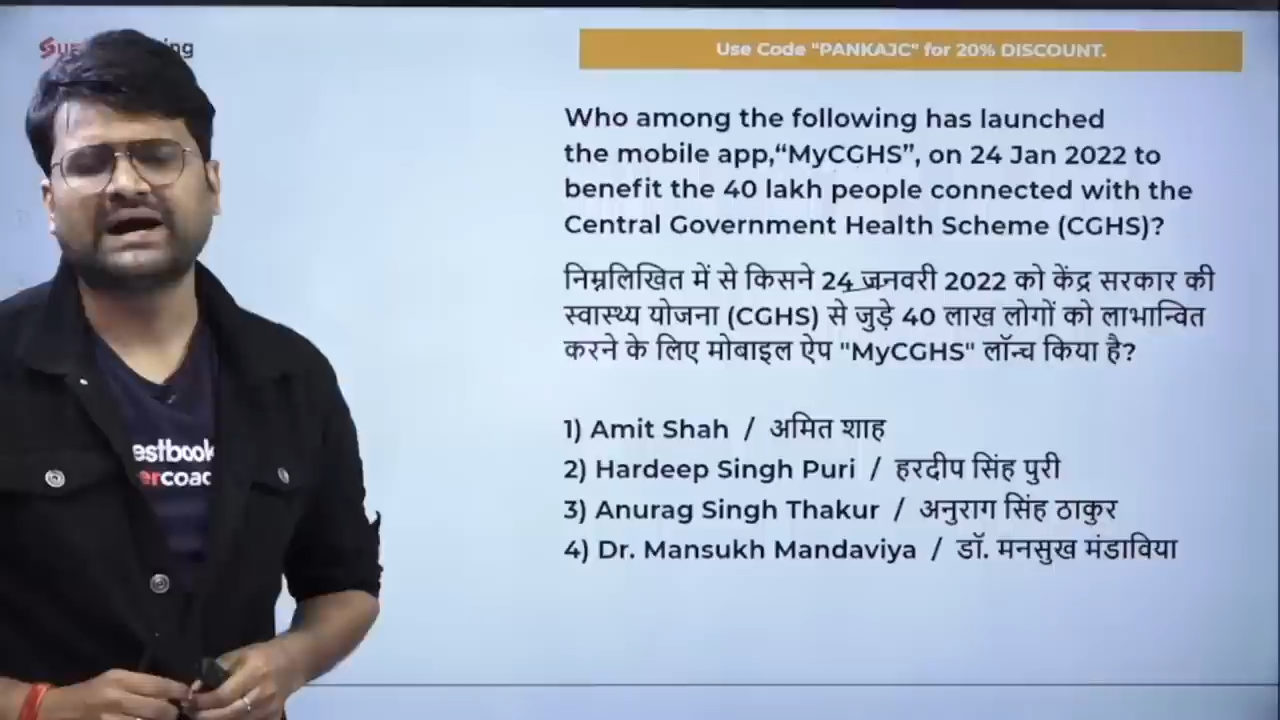 Use Code "PANKAJC" for 20% DISCOUNT.
Who among the following has launched
the mobile app,“MyCGHS”, on 24 Jan 2022 to
benefit the 40 lakh people connected with the
Central Government Health Scheme (CGHS)?
निम्नलिखित में से किसने 24 जनवरी 2022 को केंद्र सरकार की
स्वास्थ्य योजना (CGHS) से जुड़े 40 लाख लोगों को लाभान्वित
करने के लिए मोबाइल ऐप "MyCGHS" लॉन्च किया है?
1) Amit Shah / अमित शाह
2) Hardeep Singh Puri / हरदीप सिंह पुरी
3) Anurag Singh Thakur / अनुराग सिंह ठाकुर
4) Dr. Mansukh Mandaviya / डॉ. मनसुख मंडाविया
estbook
ercoac